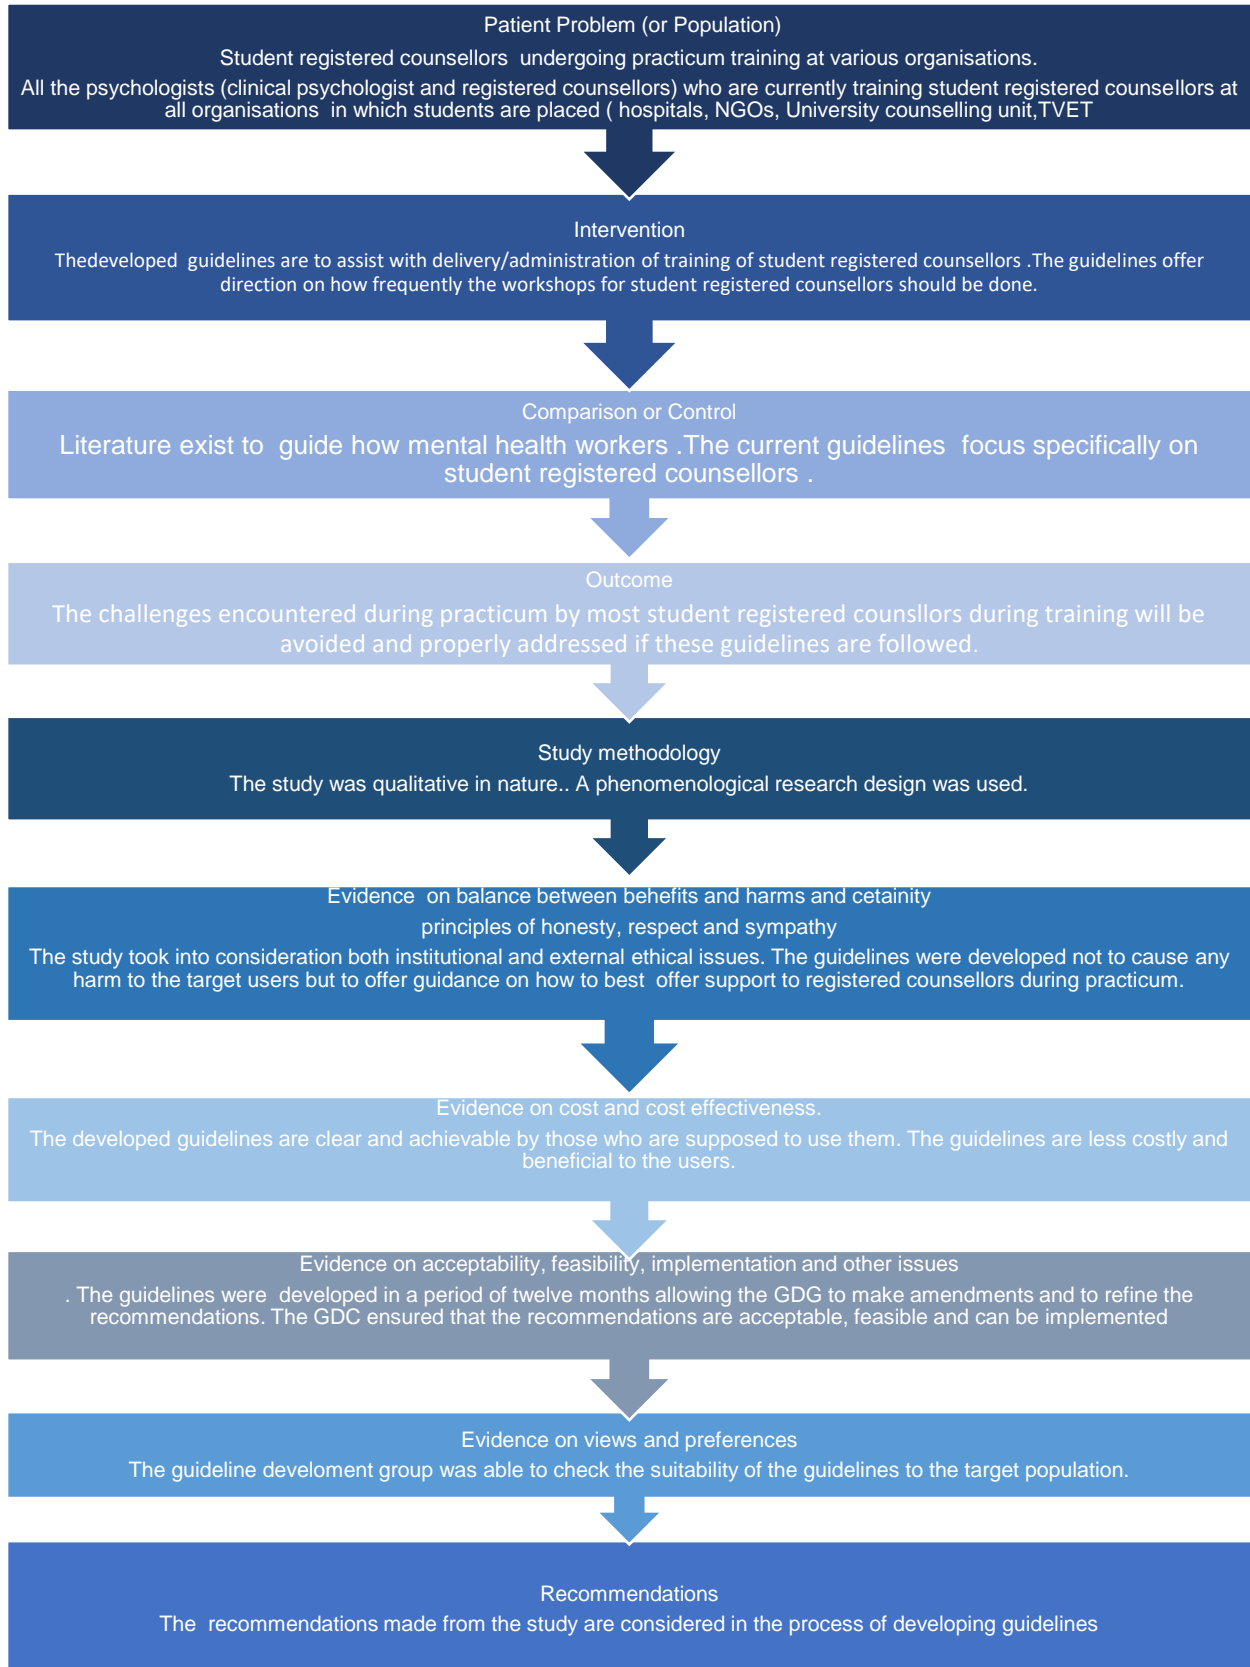 Patient Problem (or Population)
Student registered counsellors  undergoing practicum training at various organisations.
All the psychologists (clinical psychologist and registered counsellors) who are currently training student registered counsellors at
all organisations  in which students are placed ( hospitals, NGOs, University counselling unit,TVET
Intervention
Thedeveloped  guidelines are to assist with delivery/administration of training of student registered counsellors .The guidelines offer
direction on how frequently the workshops for student registered counsellors should be done.
Comparison or Control
Literature exist to  guide how mental health workers .The current guidelines  focus specifically on
student registered counsellors .
Outcome
The challenges encountered during practicum by most student registered counsllors during training will be
avoided and properly addressed if these guidelines are followed.
Study methodology
The study was qualitative in nature.. A phenomenological research design was used.
Evidence  on balance between behefits and harms and cetainity
principles of honesty, respect and sympathy
The study took into consideration both institutional and external ethical issues. The guidelines were developed not to cause any
harm to the target users but to offer guidance on how to best  offer support to registered counsellors during practicum.
Evidence on cost and cost effectiveness.
The developed guidelines are clear and achievable by those who are supposed to use them. The guidelines are less costly and
beneficial to the users.
Evidence on acceptability, feasibility, implementation and other issues
. The guidelines were  developed in a period of twelve months allowing the GDG to make amendments and to refine the
recommendations. The GDC ensured that the recommendations are acceptable, feasible and can be implemented
Evidence on views and preferences
The guideline develoment group was able to check the suitability of the guidelines to the target population.
Recommendations
The  recommendations made from the study are considered in the process of developing guidelines